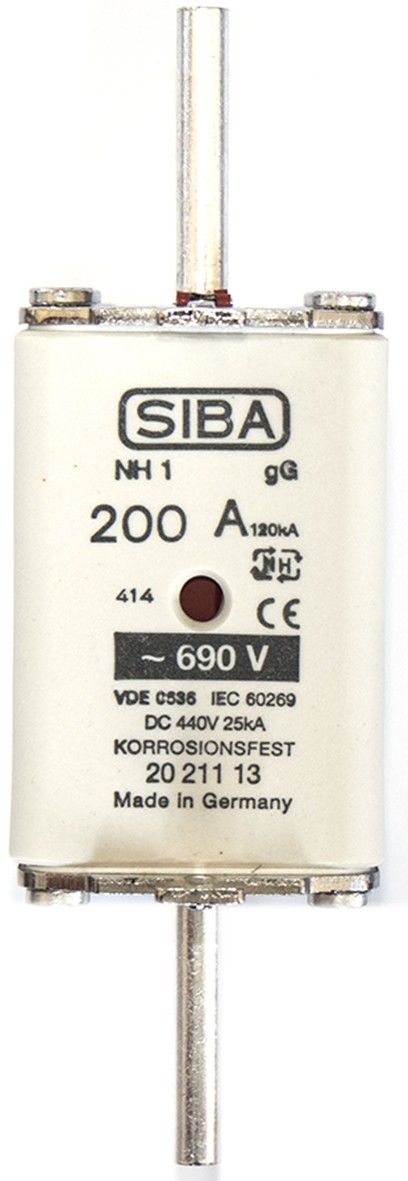 SIBA
NH 1 gG
200 A 120kA
NH
414 CE
~ 690 V
VDE 0636 IEC 60269
DC 440V 25kA
KORROSIONSFEST
20 211 13
Made in Germany